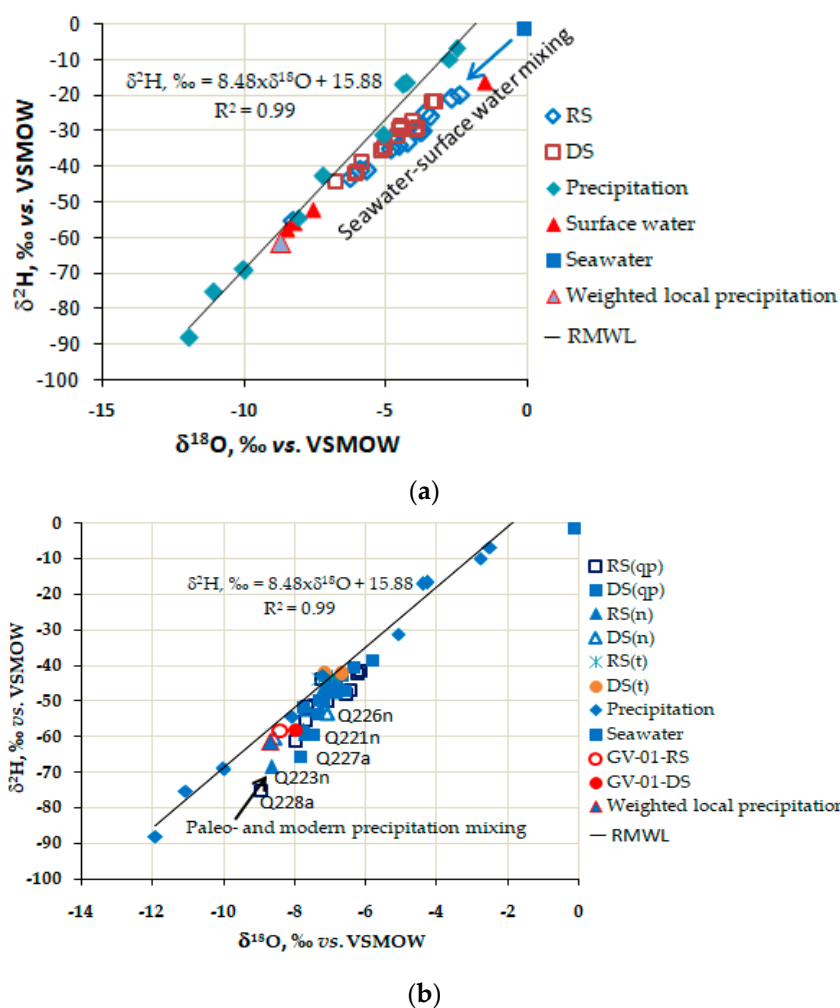 0
-10
-20
-30
-40
-50
-60
-70
-80
-90
-100
-15
-10
-5
0
δ²H, ‰ vs. VSMOW
δ¹⁸O, ‰ vs. VSMOW
δ²H, ‰ = 8.48xδ¹⁸O + 15.88
R² = 0.99
Seawater-surface water mixing
RS
DS
Precipitation
Surface water
Seawater
Weighted local precipitation
RMWL
(a)
0
-10
-20
-30
-40
-50
-60
-70
-80
-90
-100
-14
-12
-10
-8
-6
-4
-2
0
δ²H, ‰ vs. VSMOW
δ¹⁸O, ‰ vs. VSMOW
δ²H, ‰ = 8.48xδ¹⁸O + 15.88
R² = 0.99
Q226n
Q221n
Q227a
Q223n
Q228a
Paleo- and modern precipitation mixing
RS(qp)
DS(qp)
RS(n)
DS(n)
RS(t)
DS(t)
Precipitation
Seawater
GV-01-RS
GV-01-DS
Weighted local precipitation
RMWL
(b)